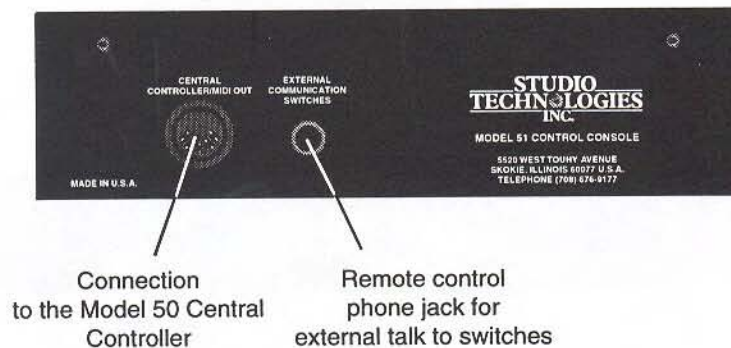 CENTRAL
CONTROLLER/MIDI OUT
EXTERNAL
COMMUNICATION
SWITCHES
STUDIO
TECHNOLOGIES
INC.
MODEL 51 CONTROL CONSOLE
5520 WEST TOUHY AVENUE
SKOKIE, ILLINOIS 60077 U.S.A.
TELEPHONE (708) 676-9177
MADE IN U.S.A.
Connection
to the Model 50 Central
Controller
Remote control
phone jack for
external talk to switches